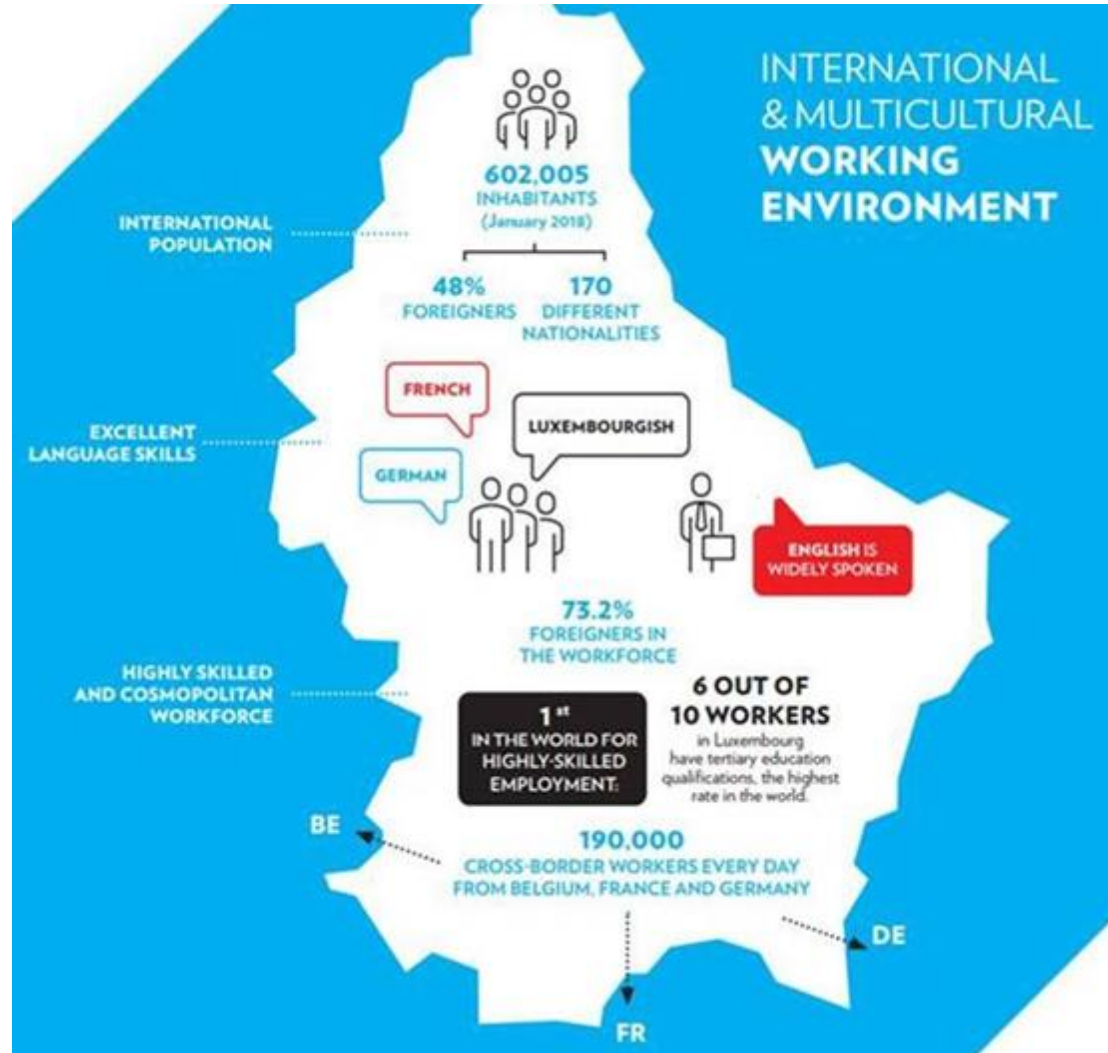 INTERNATIONAL
& MULTICULTURAL
WORKING
ENVIRONMENT
602,005
INHABITANTS
(January 2018)
INTERNATIONAL
POPULATION
48%
FOREIGNERS
170
DIFFERENT
NATIONALITIES
FRENCH
LUXEMBOURGISH
EXCELLENT
LANGUAGE SKILLS
GERMAN
ENGLISH IS
WIDELY SPOKEN
73.2%
FOREIGNERS IN
THE WORKFORCE
HIGHLY SKILLED
AND COSMOPOLITAN
WORKFORCE
1st
IN THE WORLD FOR
HIGHLY-SKILLED
EMPLOYMENT:
6 OUT OF
10 WORKERS
in Luxembourg
have tertiary education
qualifications, the highest
rate in the world.
BE
190.000
CROSS-BORDER WORKERS EVERY DAY
FROM BELGIUM, FRANCE AND GERMANY
DE
FR